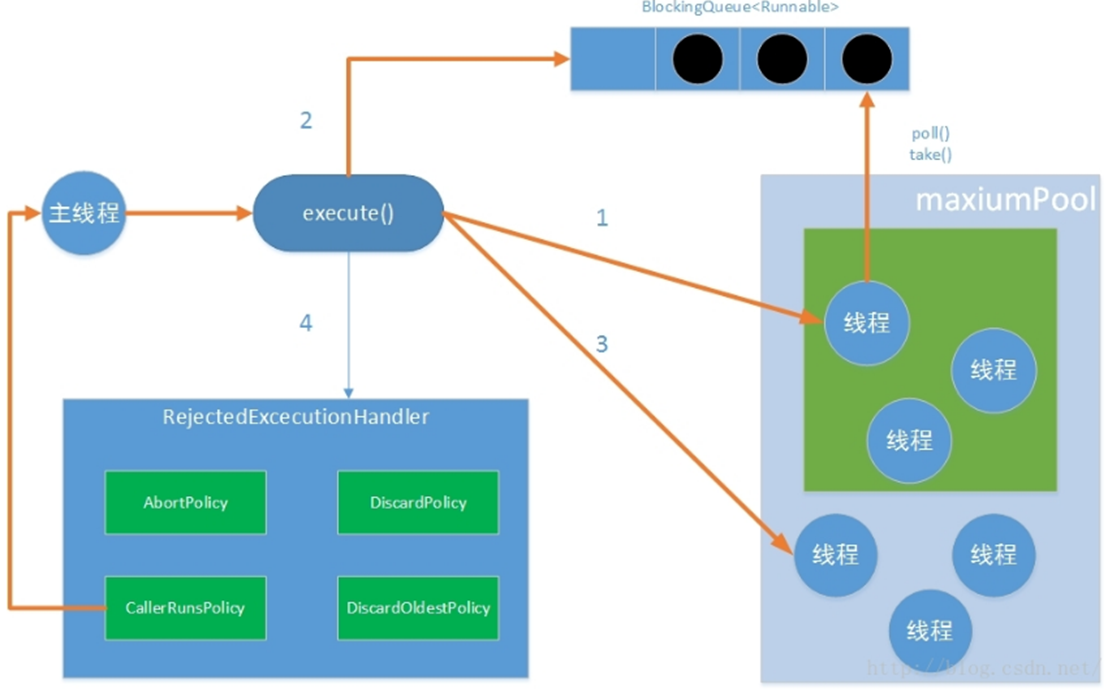 BlockingQueue<Runnable>
2
poll()
take()
主线程
execute()
1
maxiumPool
线程
4
3
线程
线程
RejectedExcecutionHandler
AbortPolicy
DiscardPolicy
线程
线程
CallerRunsPolicy
DiscardOldestPolicy
线程
http://blog.csdn.net/